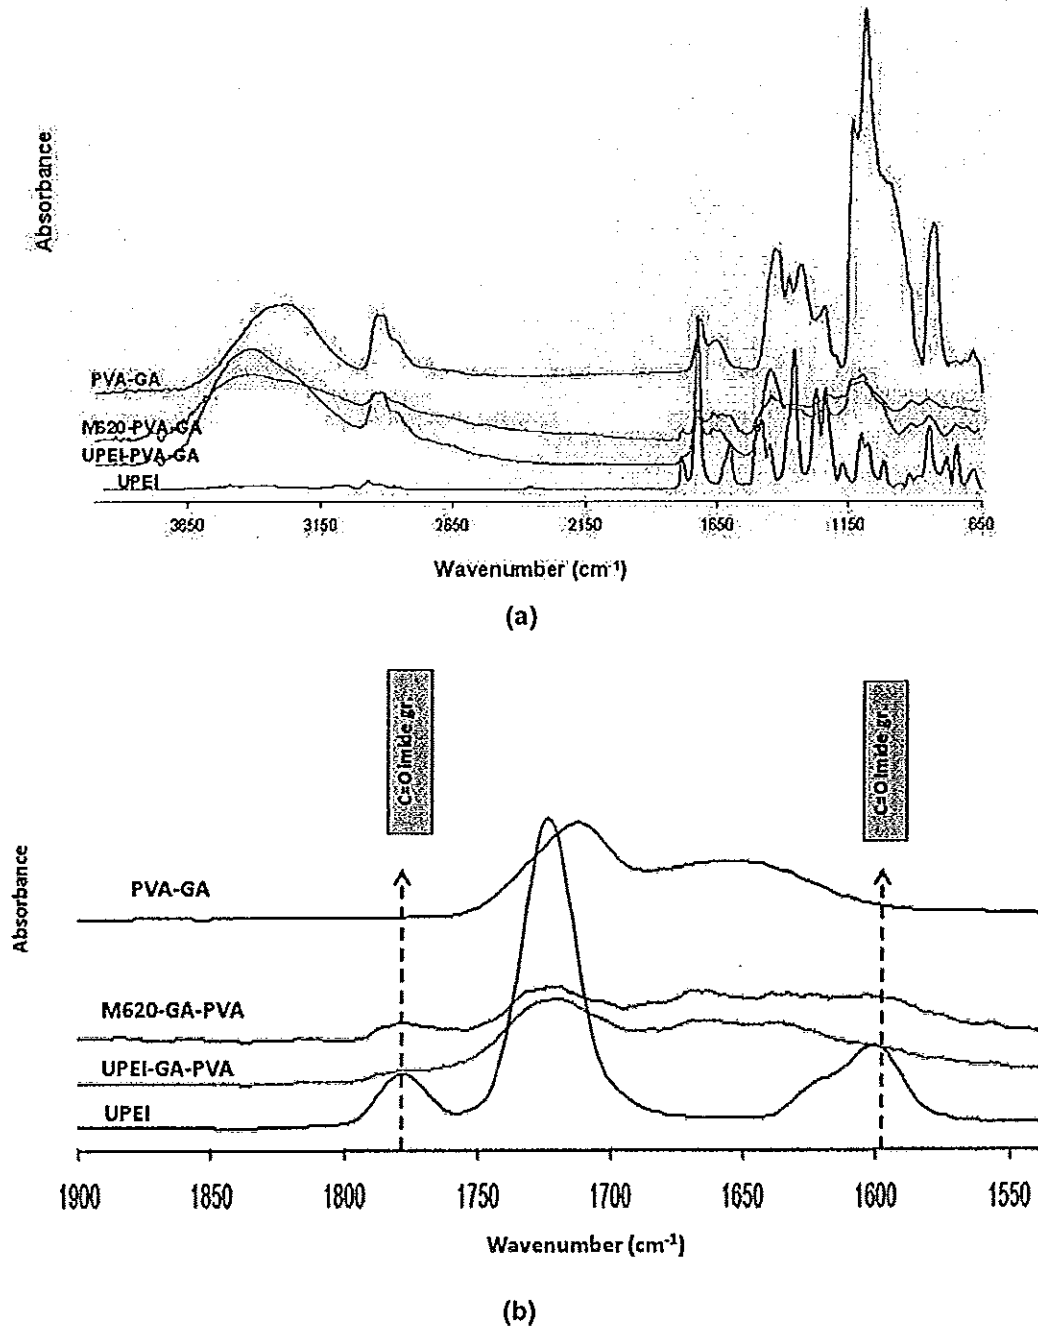 Absorbance
PVA-GA
M620-PVA-GA
UPEI-PVA-GA
UPEI
3650 3150 2650 2150 1650 1150 650
Wavenumber (cm-1)
(a)
C=O imide gr.
C=O imide gr.
Absorbance
PVA-GA
M620-GA-PVA
UPEI-GA-PVA
UPEI
1900 1850 1800 1750 1700 1650 1600 1550
Wavenumber (cm-1)
(b)